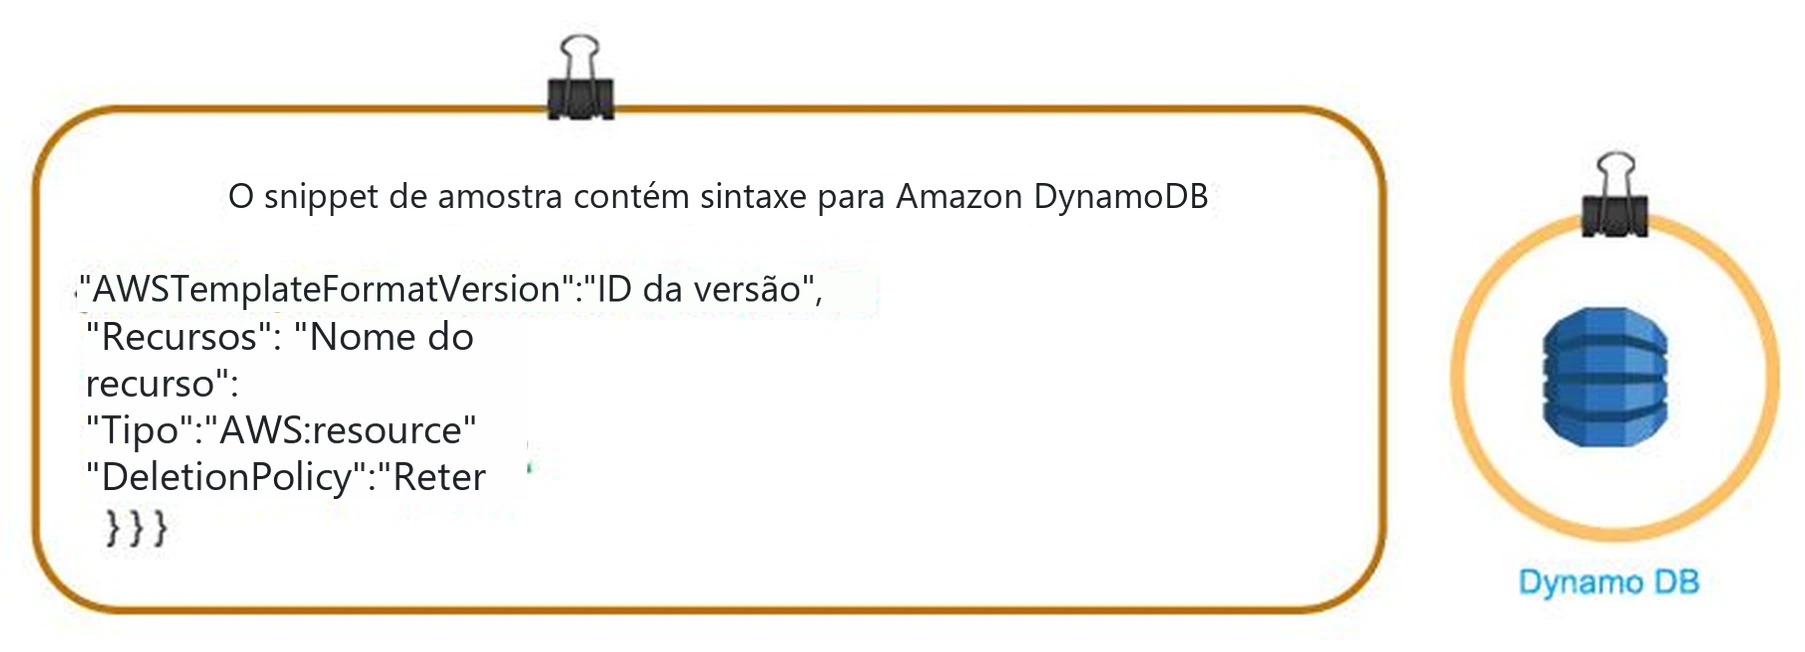 O snippet de amostra contém sintaxe para Amazon DynamoDB
"AWSTemplateFormatVersion":"ID da versão",
"Recursos": "Nome do
recurso":
"Tipo":"AWS:resource"
"DeletionPolicy":"Reter
}}}
Dynamo DB